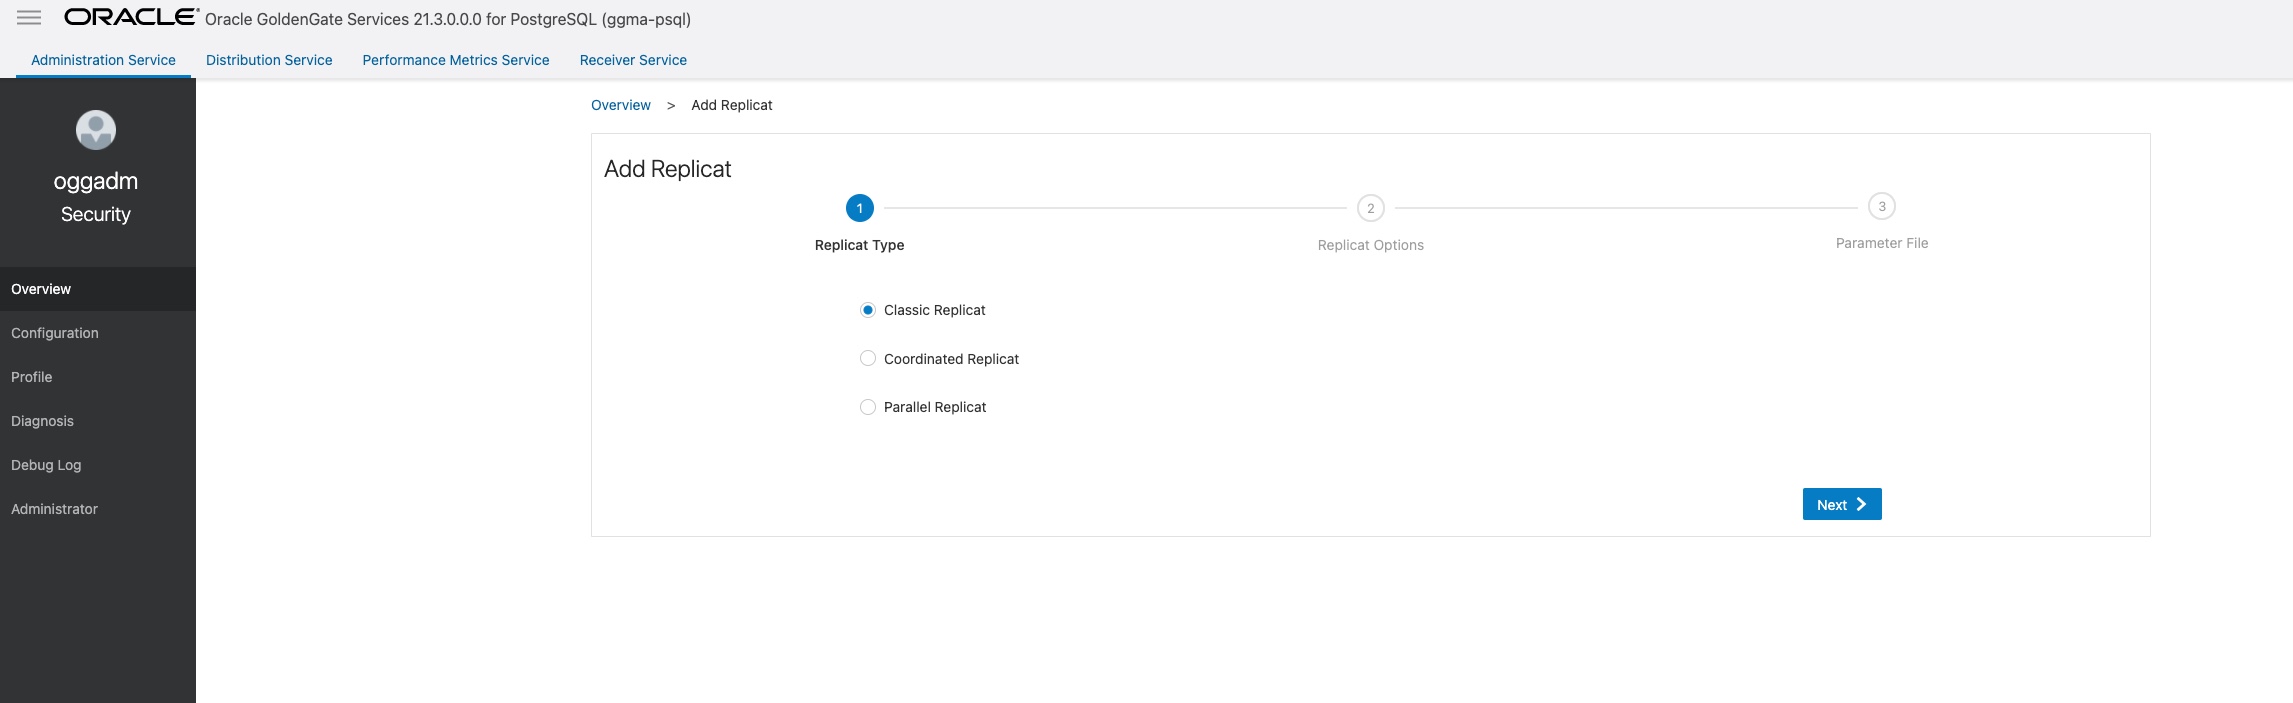 ORACLE Oracle GoldenGate Services 21.3.0.0.0 for PostgreSQL (ggma-psql)
Administration Service Distribution Service Performance Metrics Service Receiver Service
oggadm
Security
Overview
Configuration
Profile
Diagnosis
Debug Log
Administrator
Overview > Add Replicat
Add Replicat
1 2 3
Replicat Type Replicat Options Parameter File
Classic Replicat
Coordinated Replicat
Parallel Replicat
Next